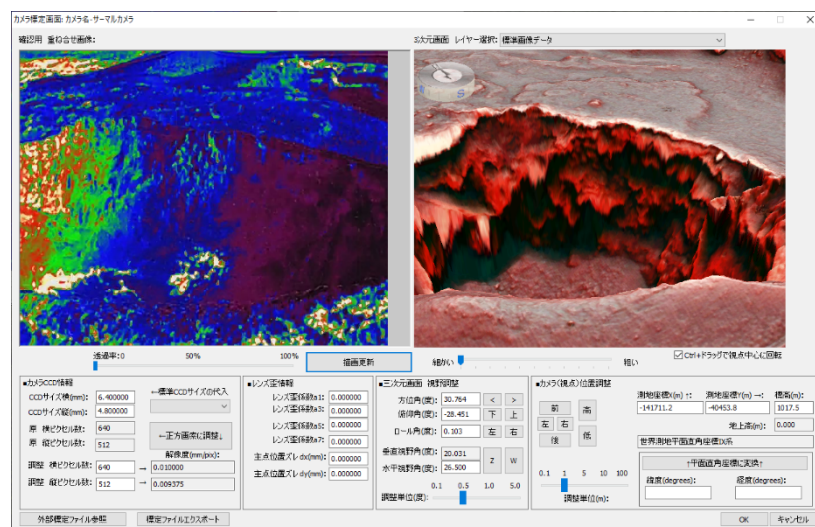 カメラ標定画面: カメラ名-サーマルカメラ
確認用 重ね合せ画像:
三次元画面 レイヤー選択: 標準画像データ
透過率:0 50% 100%
描画更新
細かい 粗い
Ctrl+ドラッグで視点中心に回転
■カメラCCD情報
CCDサイズ横(mm): 6.400000
CCDサイズ縦(mm): 4.800000
←標準CCDサイズの代入
原 横ピクセル数: 640
原 縦ピクセル数: 512
←正方画素に調整↓
解像度(mm/pix):
調整 横ピクセル数: 640 → 0.010000
調整 縦ピクセル数: 512 → 0.009375
■レンズ歪情報
レンズ歪係数a1: 0.000000
レンズ歪係数a3: 0.000000
レンズ歪係数a5: 0.000000
レンズ歪係数a7: 0.000000
主点位置ズレdx(mm): 0.000000
主点位置ズレdy(mm): 0.000000
■三次元画面 視野調整
方位角(度): 30.764 < >
俯仰角(度): -28.451 下 上
ロール角(度): 0.103 左 右
垂直視野角(度): 20.031
水平視野角(度): 26.500
Z W
0.1 0.5 1.0 5.0
調整単位(度):
■カメラ(視点)位置調整
前 高
左 右
後 低
0.1 1 5 10 100
調整単位(m):
測地座標X(m) ↑: 測地座標Y(m) →: 標高(m):
-141711.2 -40453.8 1017.5
地上高(m): 0.000
世界測地平面直角座標IX系
↑平面直角座標に変換↑
緯度(degrees): 経度(degrees):
外部標定ファイル参照 標定ファイルエクスポート OK キャンセル